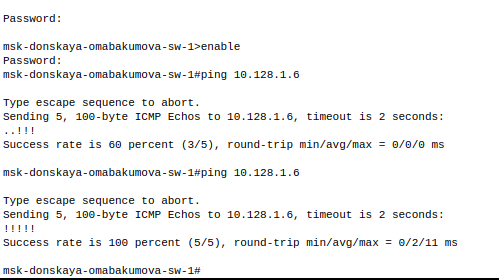 Password:
msk-donskaya-omabakumova-sw-1>enable
Password:
msk-donskaya-omabakumova-sw-1#ping 10.128.1.6
Type escape sequence to abort.
Sending 5, 100-byte ICMP Echos to 10.128.1.6, timeout is 2 seconds:
..!!!
Success rate is 60 percent (3/5), round-trip min/avg/max = 0/0/0 ms
msk-donskaya-omabakumova-sw-1#ping 10.128.1.6
Type escape sequence to abort.
Sending 5, 100-byte ICMP Echos to 10.128.1.6, timeout is 2 seconds:
!!!!!
Success rate is 100 percent (5/5), round-trip min/avg/max = 0/2/11 ms
msk-donskaya-omabakumova-sw-1#